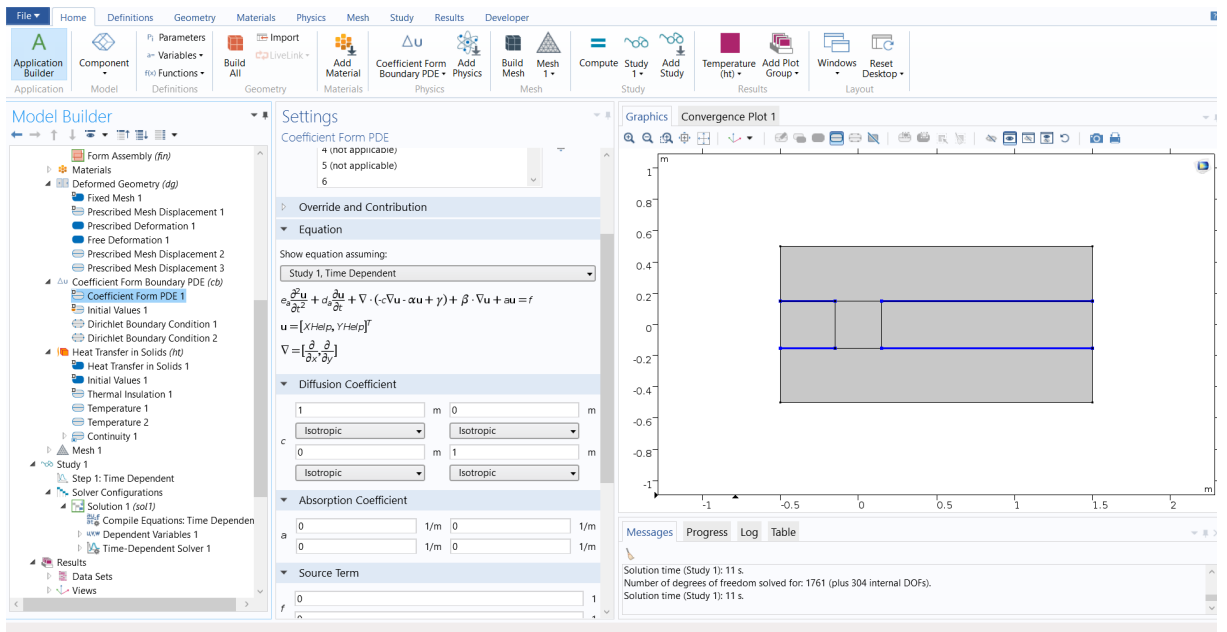 File
Home Definitions Geometry Materials Physics Mesh Study Results Developer
Application Builder
Component
Pi Parameters
a= Variables
f(x) Functions
Build All
Import
LiveLink
Add Material
Δu
Coefficient Form Boundary PDE
Add Physics
Build Mesh
Mesh 1
Compute
Study 1
Add Study
Temperature (ht)
Add Plot Group
Windows
Reset Desktop
Application Model Definitions Geometry Materials Physics Mesh Study Results Layout
Model Builder
Form Assembly (fin)
Materials
Deformed Geometry (dg)
Fixed Mesh 1
Prescribed Mesh Displacement 1
Prescribed Deformation 1
Free Deformation 1
Prescribed Mesh Displacement 2
Prescribed Mesh Displacement 3
Δu Coefficient Form Boundary PDE (cb)
Coefficient Form PDE 1
Initial Values 1
Dirichlet Boundary Condition 1
Dirichlet Boundary Condition 2
Heat Transfer in Solids (ht)
Heat Transfer in Solids 1
Initial Values 1
Thermal Insulation 1
Temperature 1
Temperature 2
Continuity 1
Mesh 1
Study 1
Step 1: Time Dependent
Solver Configurations
Solution 1 (sol1)
Compile Equations: Time Dependen
Dependent Variables 1
Time-Dependent Solver 1
Results
Data Sets
Views
Settings
Coefficient Form PDE
4 (not applicable)
5 (not applicable)
6
Override and Contribution
Equation
Show equation assuming:
Study 1, Time Dependent
eₐ ∂²u/∂t² + dₐ ∂u/∂t + ∇ · (-c∇u - αu + γ) + β · ∇u + au = f
u = [XHelp, YHelp]ᵀ
∇ = [∂/∂x, ∂/∂y]
Diffusion Coefficient
1 m 0 m
Isotropic Isotropic
c
0 m 1 m
Isotropic Isotropic
Absorption Coefficient
0 1/m 0 1/m
a
0 1/m 0 1/m
Source Term
0 1
f
Graphics Convergence Plot 1
m
1
0.8
0.6
0.4
0.2
0
-0.2
-0.4
-0.6
-0.8
-1
m
-1 -0.5 0 0.5 1 1.5 2
Messages Progress Log Table
Solution time (Study 1): 11 s.
Number of degrees of freedom solved for: 1761 (plus 304 internal DOFs).
Solution time (Study 1): 11 s.